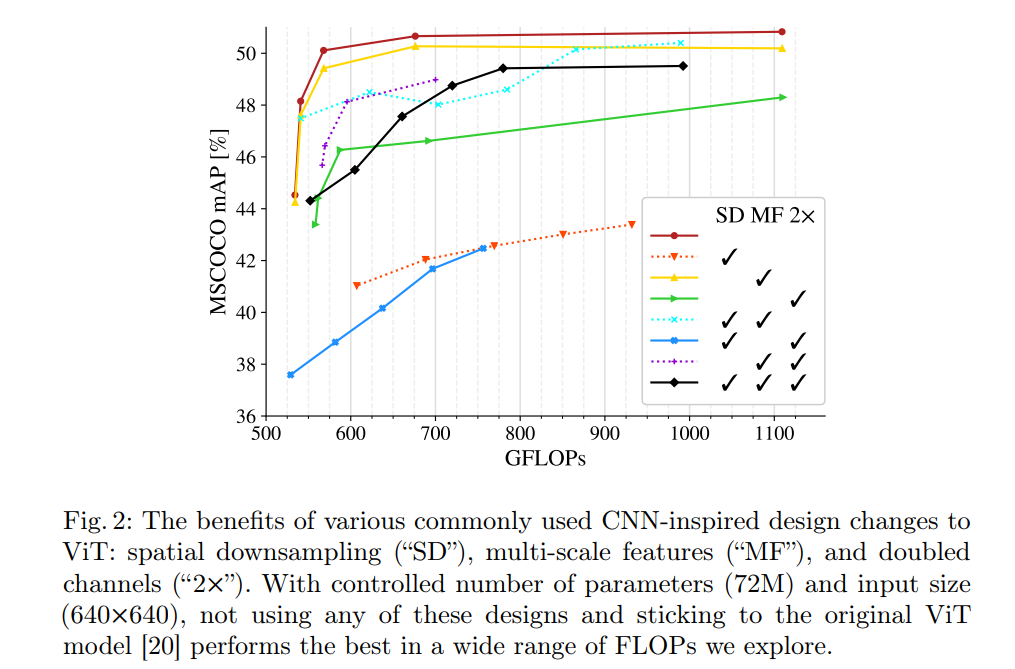 50
48
46
44
42
40
38
36
MSCOCO mAP [%]
500 600 700 800 900 1000 1100
GFLOPs
SD MF 2×
✓
✓
✓
✓ ✓
✓ ✓
✓ ✓
✓ ✓ ✓
Fig. 2: The benefits of various commonly used CNN-inspired design changes to
ViT: spatial downsampling (“SD”), multi-scale features (“MF”), and doubled
channels (“2×”). With controlled number of parameters (72M) and input size
(640×640), not using any of these designs and sticking to the original ViT
model [20] performs the best in a wide range of FLOPs we explore.